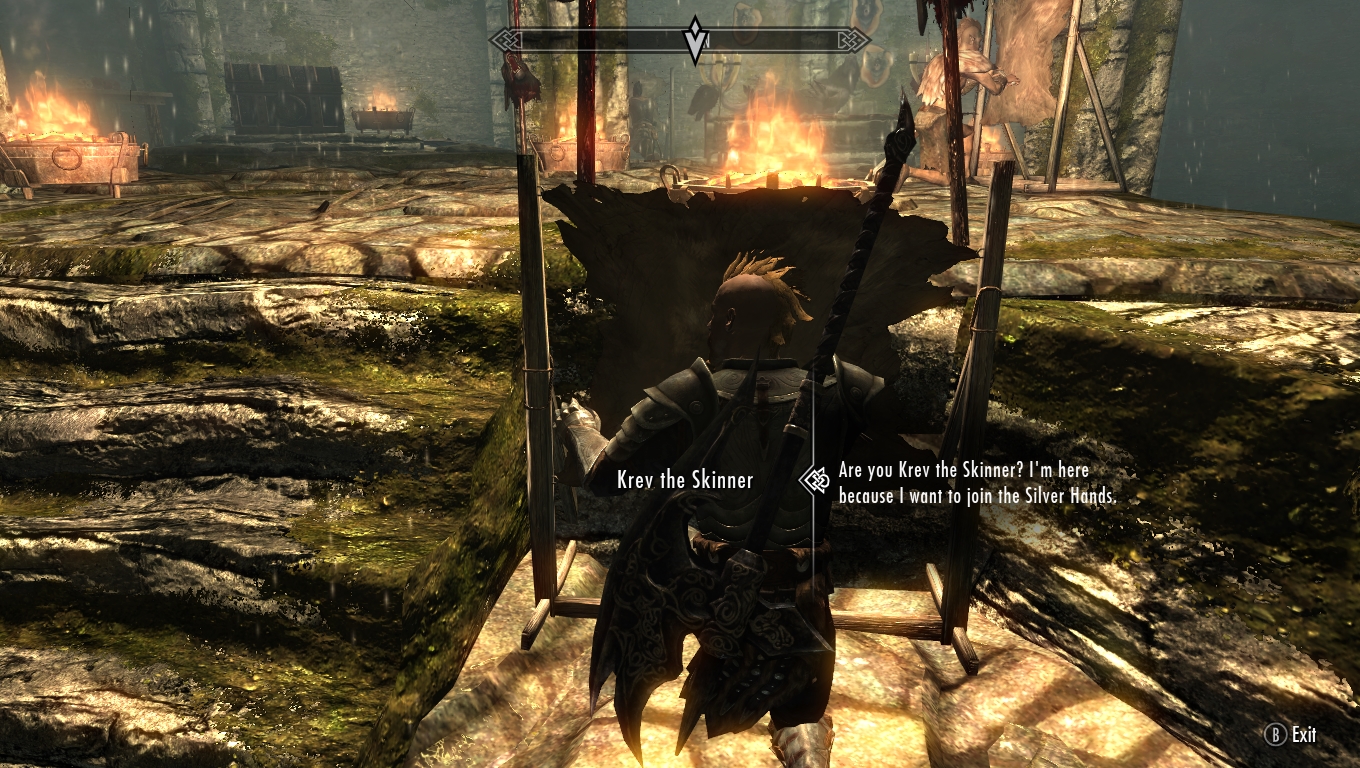 Krev the Skinner
Are you Krev the Skinner? I'm here
because I want to join the Silver Hands.
B Exit